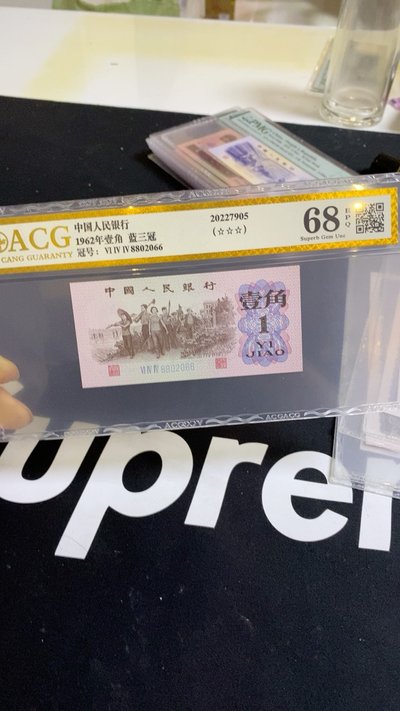 PMG
ACG
CANG GUARANTY
中国人民银行
1962年壹角 蓝三冠
冠号: VI IV IV 8802066
20227905
(☆☆☆)
68
EPQ
Superb Gem Unc
中國人民銀行
壹角
1
YI
JIAO
VI IV IV 8802066
ACGACG
upre